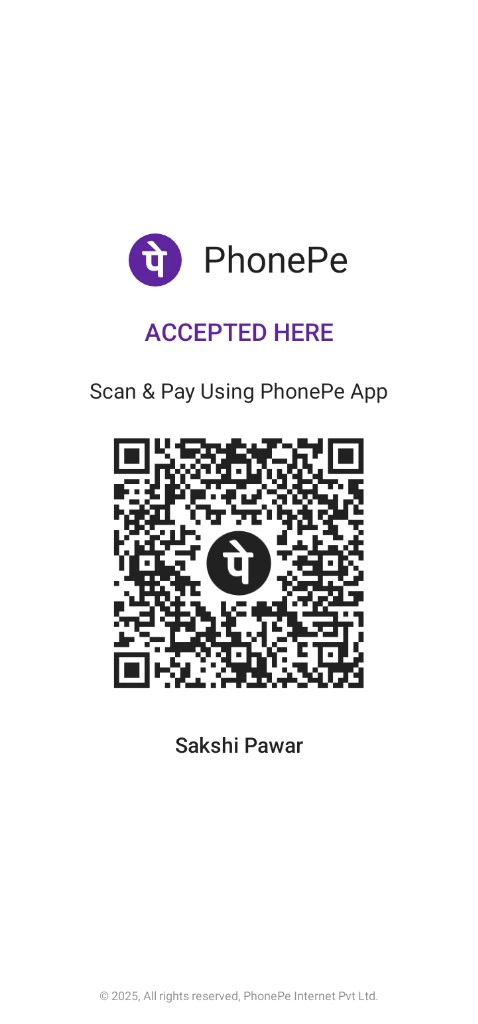 पे PhonePe
ACCEPTED HERE
Scan & Pay Using PhonePe App
पे
Sakshi Pawar
© 2025, All rights reserved, PhonePe Internet Pvt Ltd.